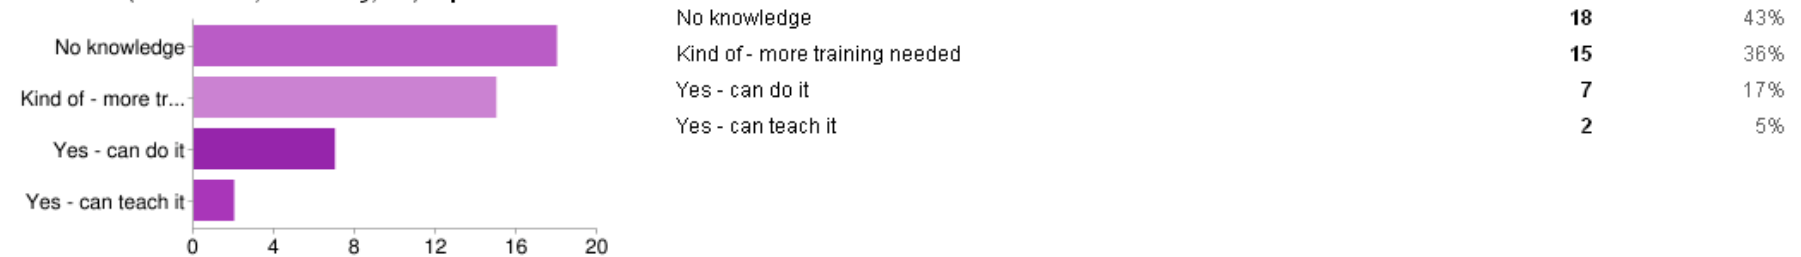 No knowledge
Kind of - more tr...
Yes - can do it
Yes - can teach it
0 4 8 12 16 20
No knowledge 18 43%
Kind of - more training needed 15 36%
Yes - can do it 7 17%
Yes - can teach it 2 5%